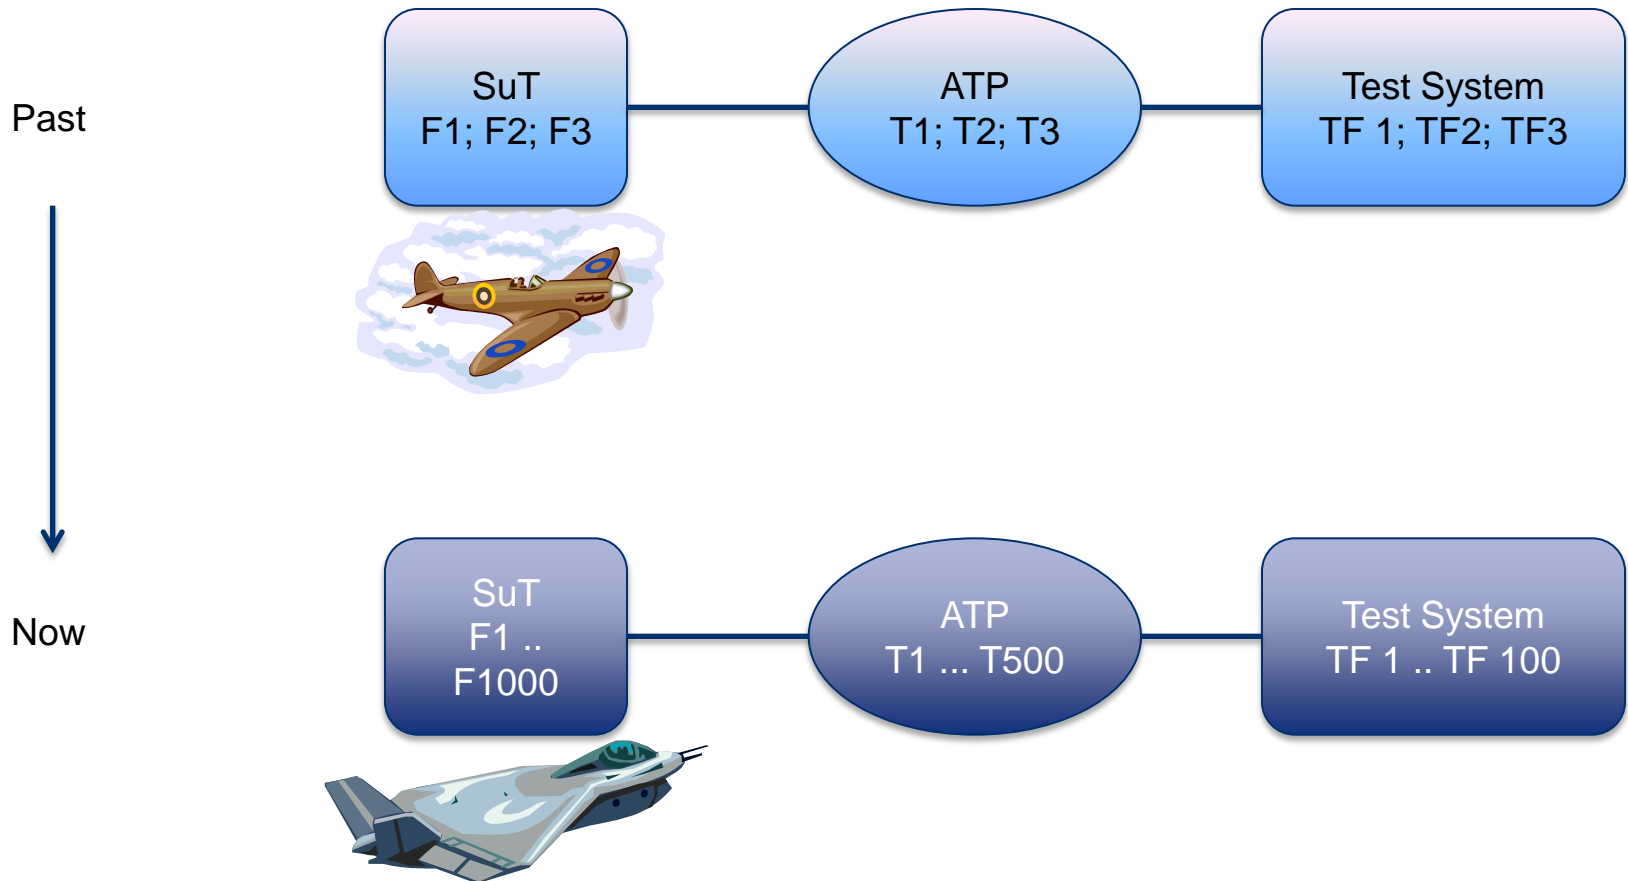 Past
SuT
F1; F2; F3
ATP
T1; T2; T3
Test System
TF 1; TF2; TF3
Now
SuT
F1 ..
F1000
ATP
T1 ... T500
Test System
TF 1 .. TF 100